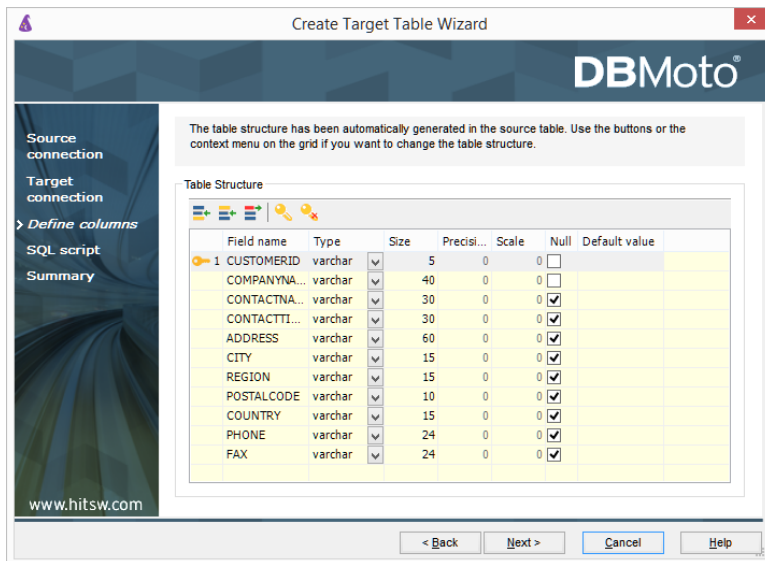 Create Target Table Wizard
DBMoto®
Source
connection
Target
connection
Define columns
SQL script
Summary
www.hitsw.com
The table structure has been automatically generated in the source table. Use the buttons or the
context menu on the grid if you want to change the table structure.
Table Structure
Field name Type Size Precisi... Scale Null Default value
1 CUSTOMERID varchar 5 0 0
COMPANYNA... varchar 40 0 0
CONTACTNA... varchar 30 0 0
CONTACTTI... varchar 30 0 0
ADDRESS varchar 60 0 0
CITY varchar 15 0 0
REGION varchar 15 0 0
POSTALCODE varchar 10 0 0
COUNTRY varchar 15 0 0
PHONE varchar 24 0 0
FAX varchar 24 0 0
< Back Next > Cancel Help